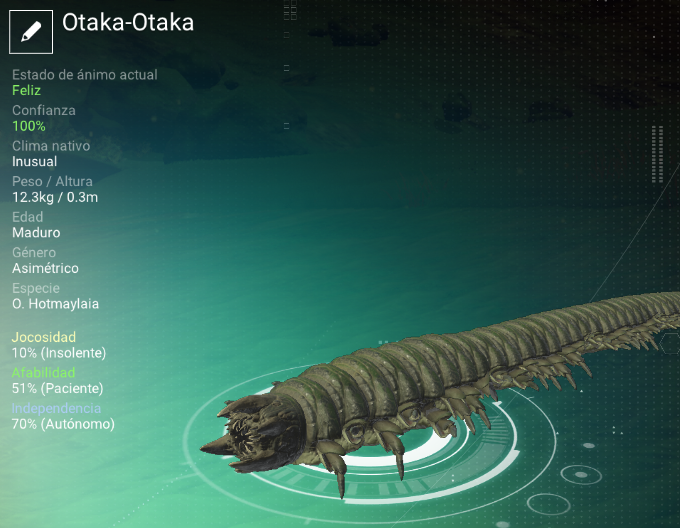 Otaka-Otaka
Estado de ánimo actual
Feliz
Confianza
100%
Clima nativo
Inusual
Peso / Altura
12.3kg / 0.3m
Edad
Maduro
Género
Asimétrico
Especie
O. Hotmaylaia
Jocosidad
10% (Insolente)
Afabilidad
51% (Paciente)
Independencia
70% (Autónomo)